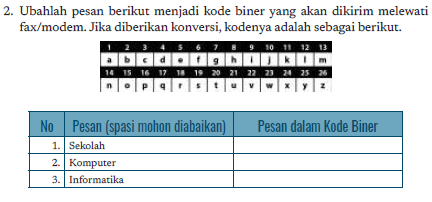 2. Ubahlah pesan berikut menjadi kode biner yang akan dikirim melewati
fax/modem. Jika diberikan konversi, kodenya adalah sebagai berikut.
1 2 3 4 5 6 7 8 9 10 11 12 13
a b c d e f g h i j k l m
14 15 16 17 18 19 20 21 22 23 24 25 26
n o p q r s t u v w x y z
No Pesan (spasi mohon diabaikan) Pesan dalam Kode Biner
1. Sekolah
2. Komputer
3. Informatika